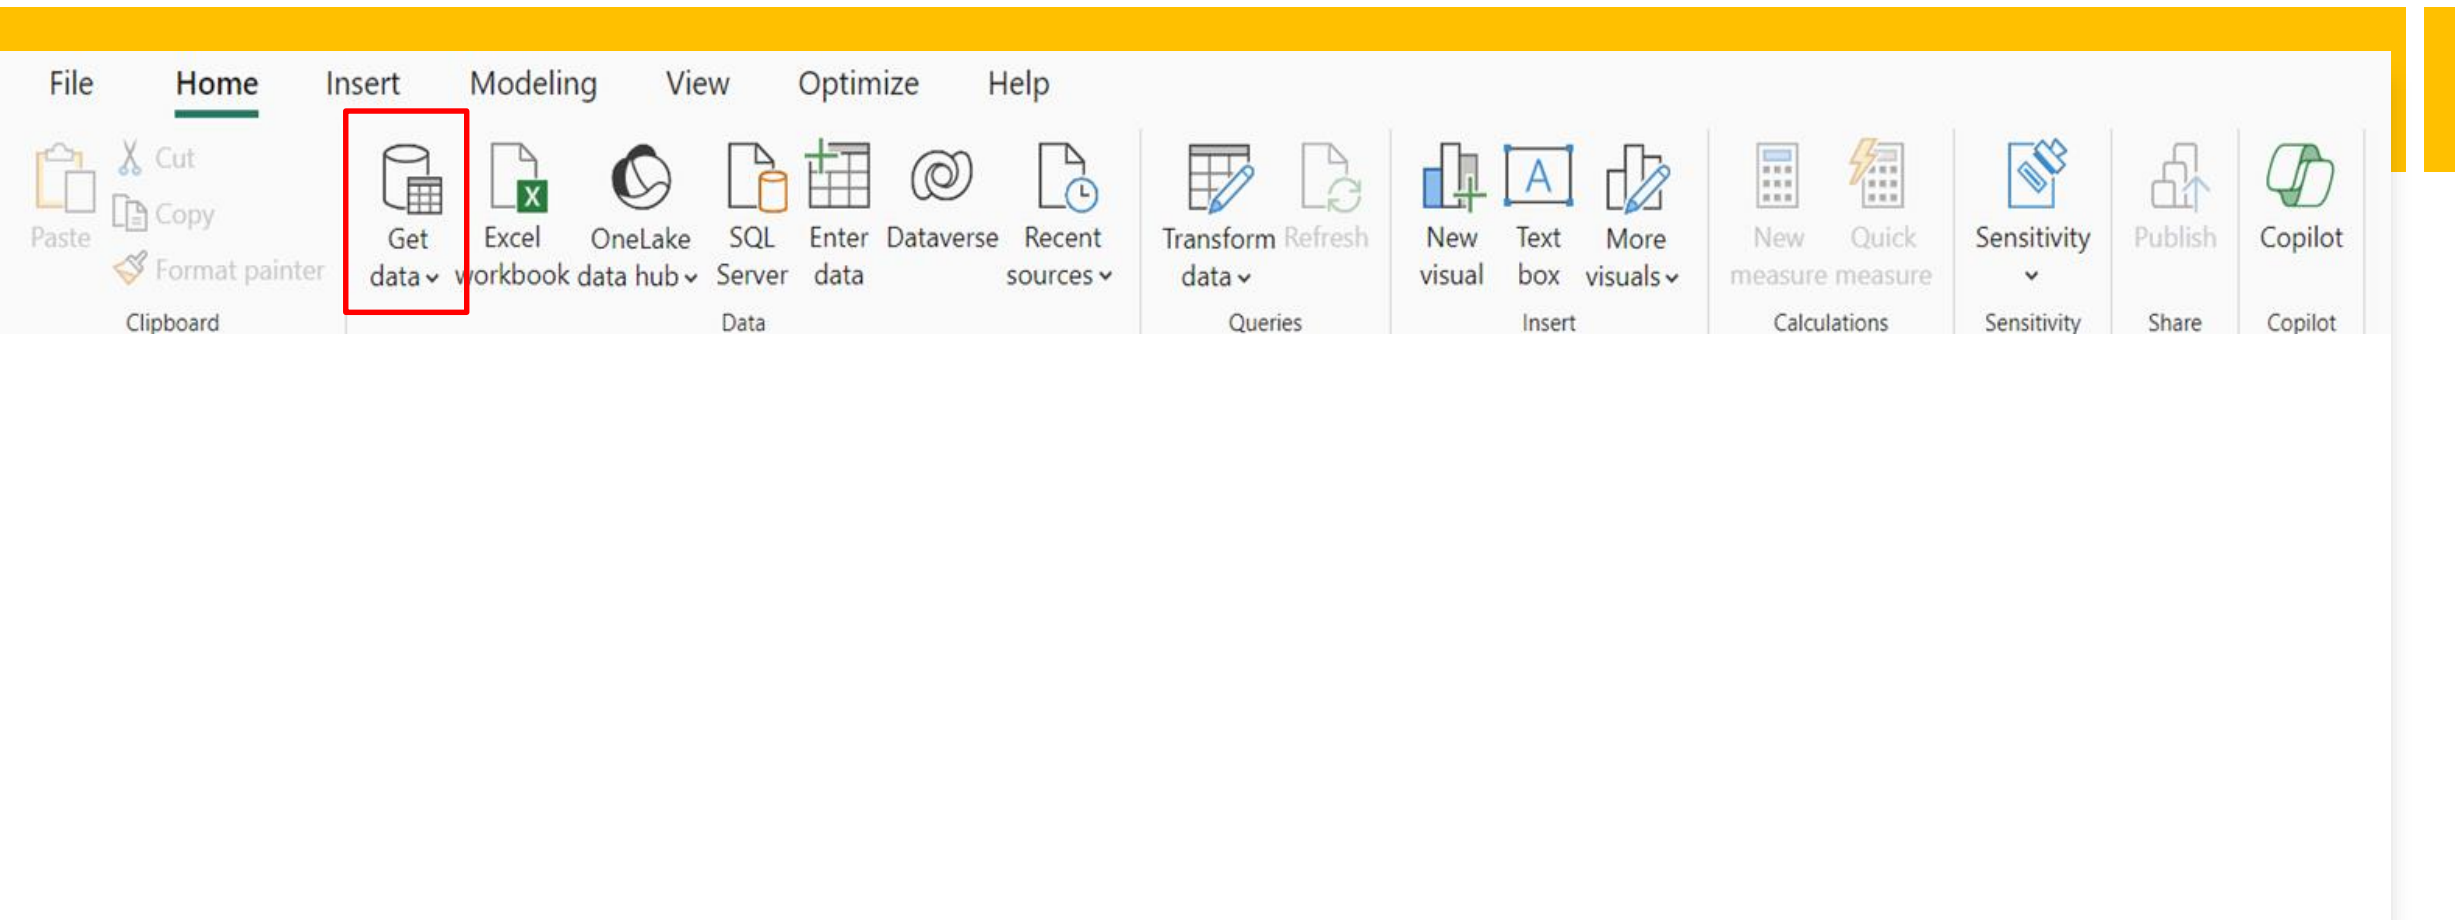 File Home Insert Modeling View Optimize Help
Paste
Cut
Copy
Format painter
Clipboard
Get
data
Excel
workbook
OneLake
data hub
SQL
Server
Enter
data
Dataverse
Recent
sources
Data
Transform
data
Refresh
Queries
New
visual
A
Text
box
More
visuals
Insert
New
measure
Quick
measure
Calculations
Sensitivity
Sensitivity
Publish
Share
Copilot
Copilot